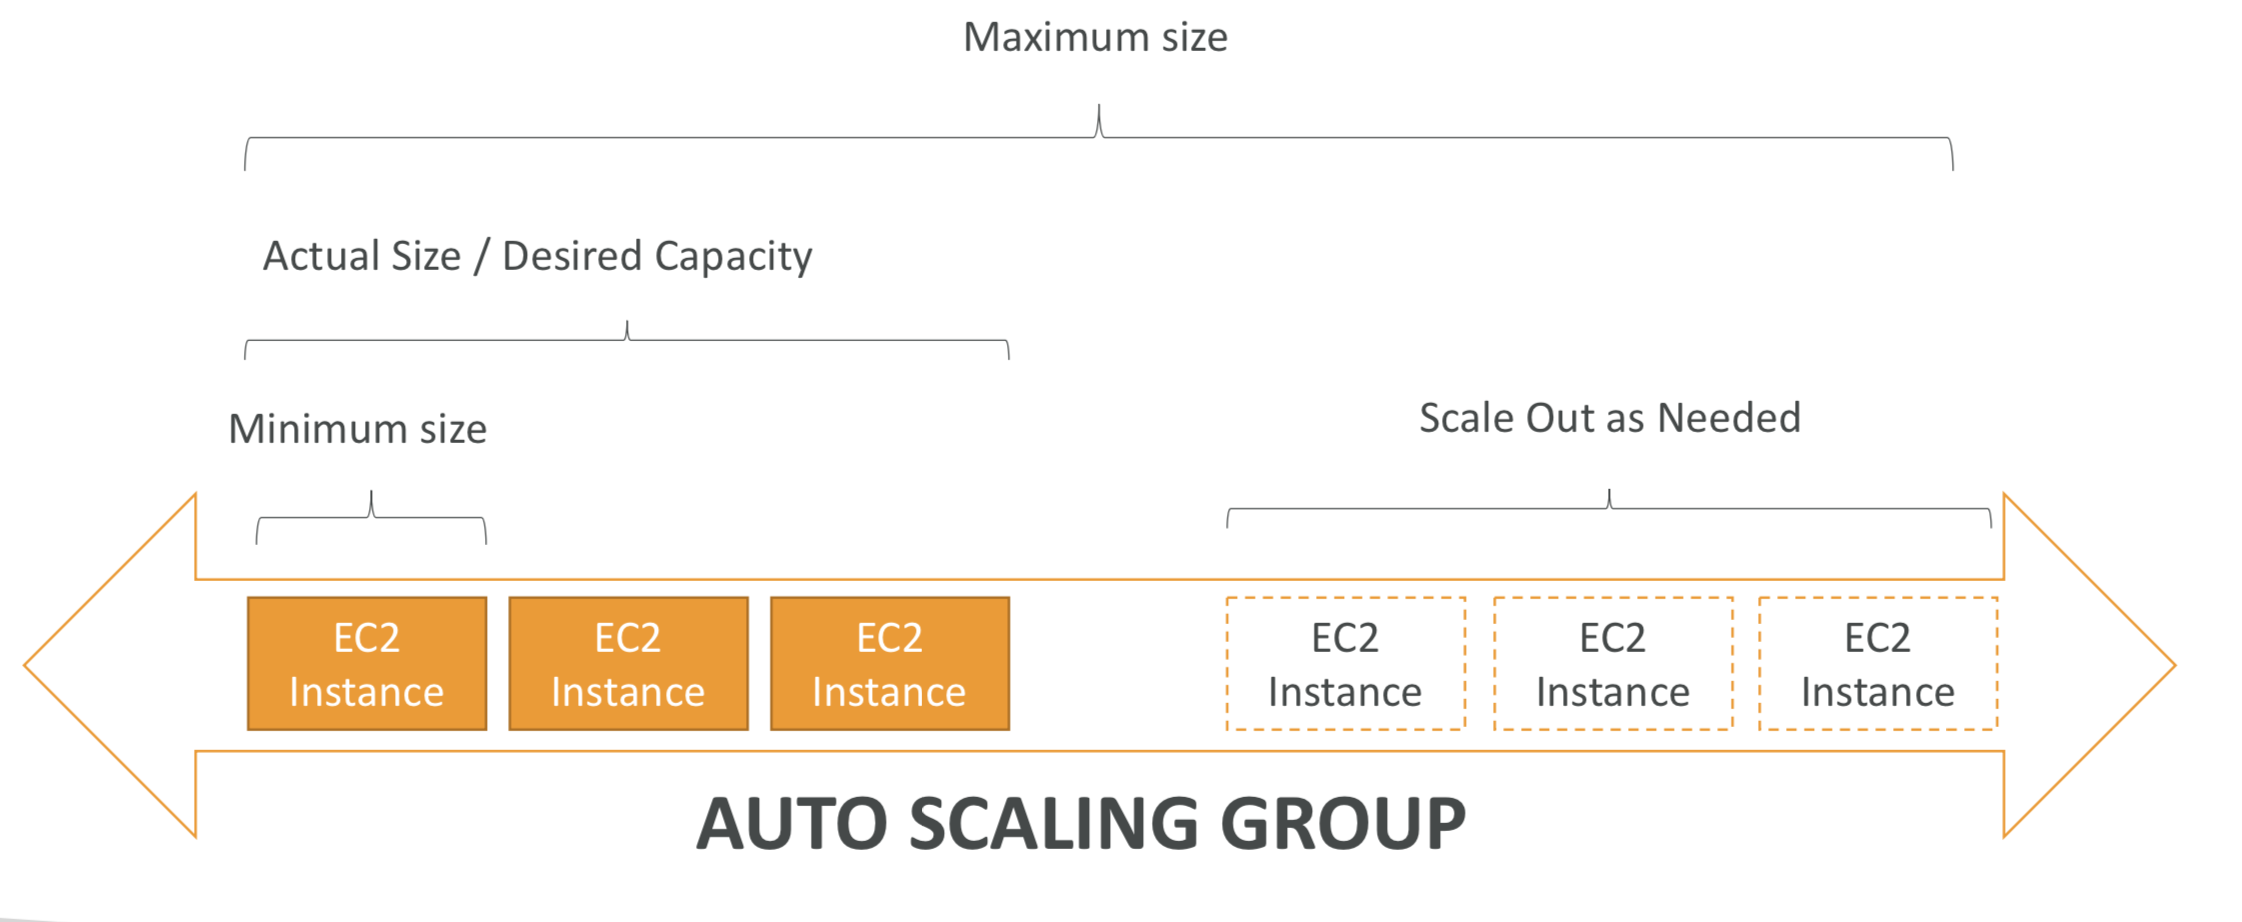 Maximum size
Actual Size / Desired Capacity
Minimum size
Scale Out as Needed
EC2
Instance
EC2
Instance
EC2
Instance
EC2
Instance
EC2
Instance
EC2
Instance
AUTO SCALING GROUP